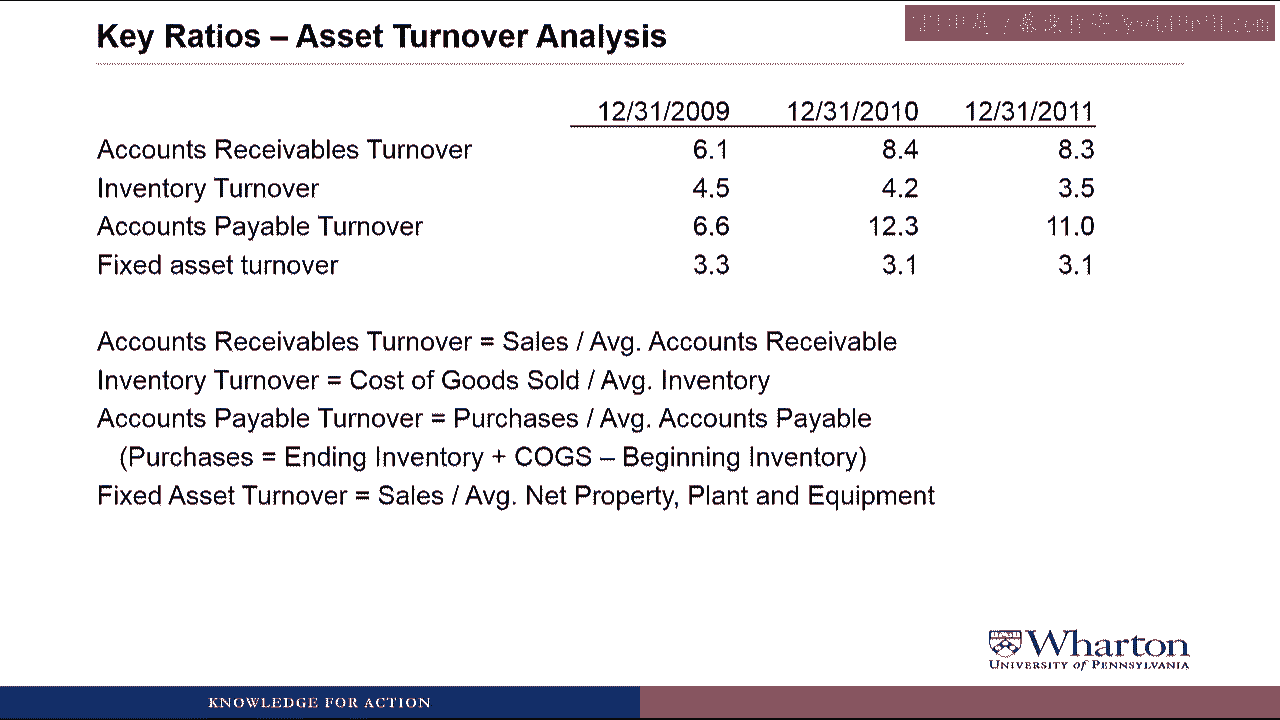 Key Ratios – Asset Turnover Analysis
12/31/2009 12/31/2010 12/31/2011
Accounts Receivables Turnover 6.1 8.4 8.3
Inventory Turnover 4.5 4.2 3.5
Accounts Payable Turnover 6.6 12.3 11.0
Fixed asset turnover 3.3 3.1 3.1
Accounts Receivables Turnover = Sales / Avg. Accounts Receivable
Inventory Turnover = Cost of Goods Sold / Avg. Inventory
Accounts Payable Turnover = Purchases / Avg. Accounts Payable
(Purchases = Ending Inventory + COGS – Beginning Inventory)
Fixed Asset Turnover = Sales / Avg. Net Property, Plant and Equipment
Wharton
UNIVERSITY of PENNSYLVANIA
KNOWLEDGE FOR ACTION